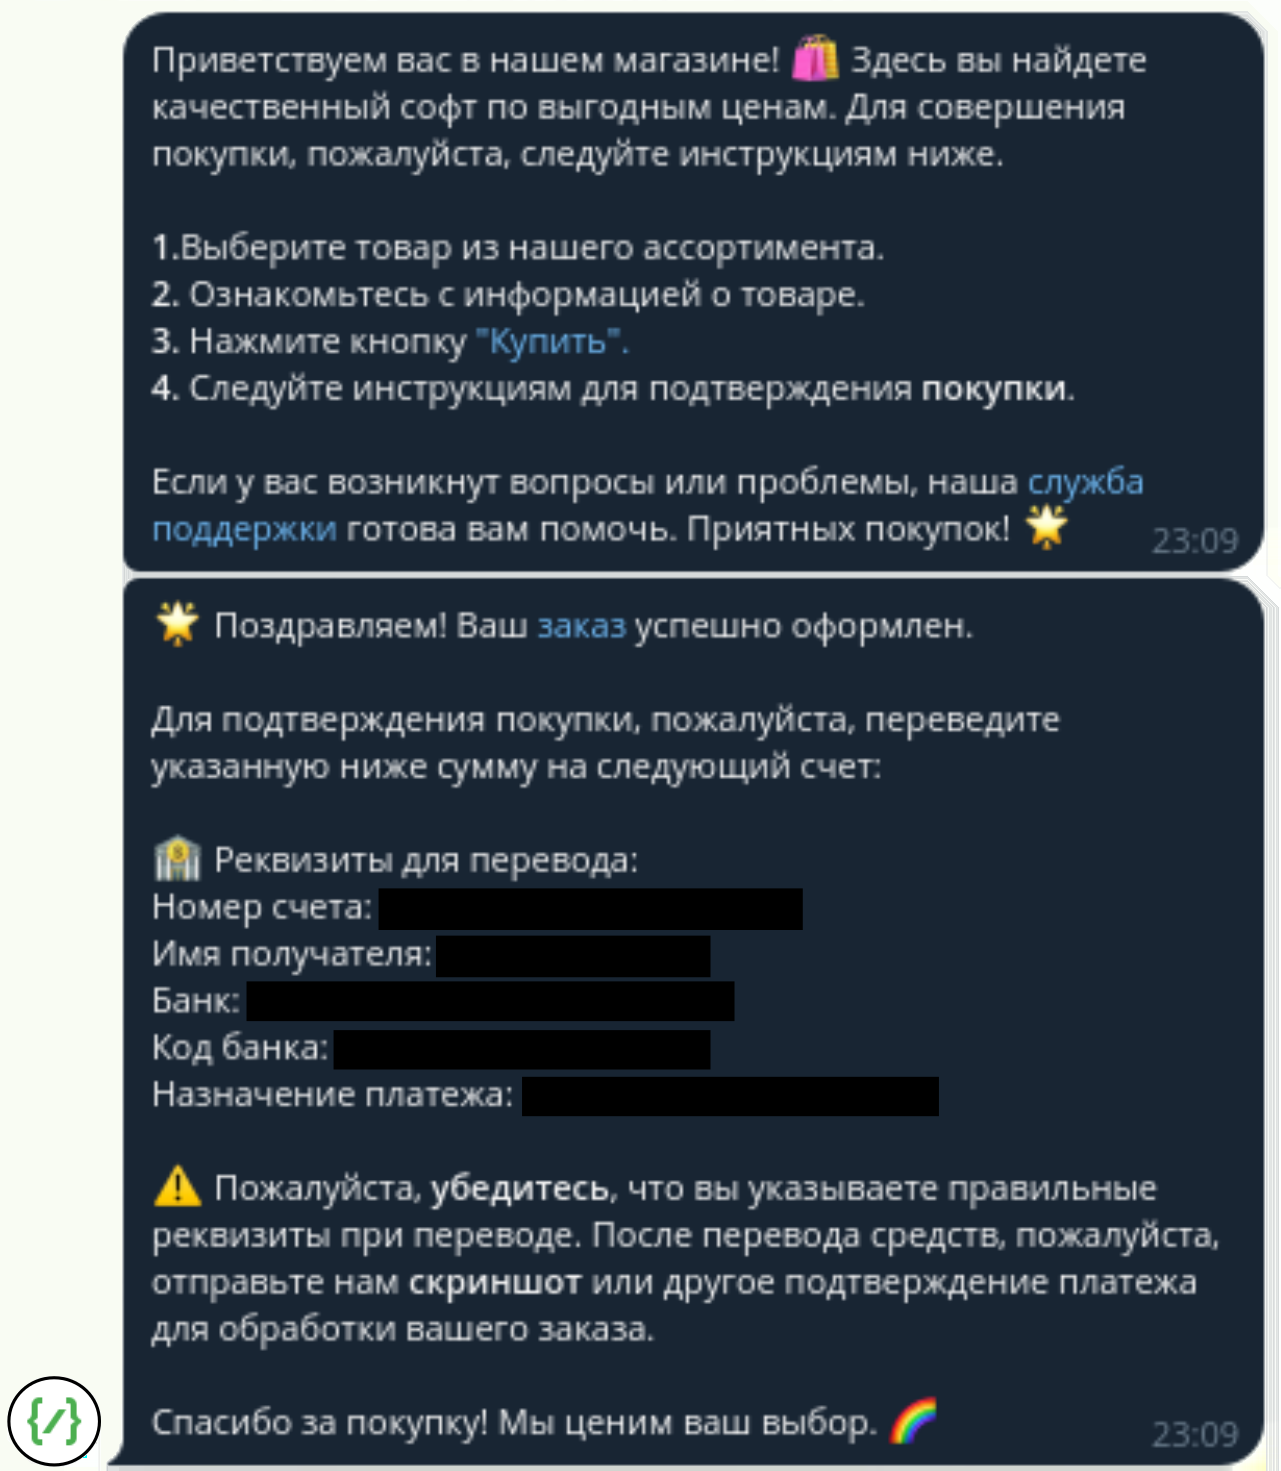 Приветствуем вас в нашем магазине! 🛍️ Здесь вы найдете
качественный софт по выгодным ценам. Для совершения
покупки, пожалуйста, следуйте инструкциям ниже.
1.Выберите товар из нашего ассортимента.
2. Ознакомьтесь с информацией о товаре.
3. Нажмите кнопку "Купить".
4. Следуйте инструкциям для подтверждения покупки.
Если у вас возникнут вопросы или проблемы, наша служба
поддержки готова вам помочь. Приятных покупок! 🌟 23:09
🌟 Поздравляем! Ваш заказ успешно оформлен.
Для подтверждения покупки, пожалуйста, переведите
указанную ниже сумму на следующий счет:
🏦 Реквизиты для перевода:
Номер счета:
Имя получателя:
Банк:
Код банка:
Назначение платежа:
⚠️ Пожалуйста, убедитесь, что вы указываете правильные
реквизиты при переводе. После перевода средств, пожалуйста,
отправьте нам скриншот или другое подтверждение платежа
для обработки вашего заказа.
Спасибо за покупку! Мы ценим ваш выбор. 🌈 23:09
{/}